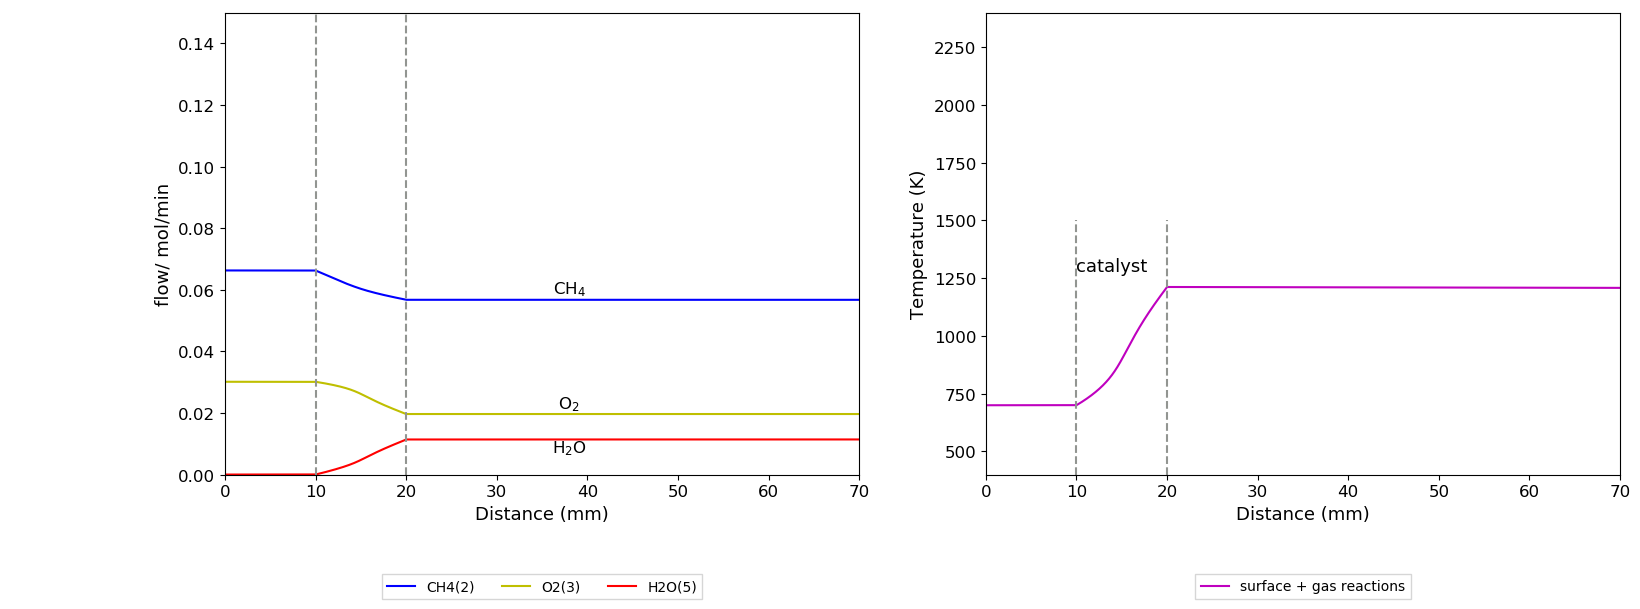 0.14
0.12
0.10
0.08
0.06
0.04
0.02
0.00
flow/ mol/min
CH₄
O₂
H₂O
0 10 20 30 40 50 60 70
Distance (mm)
CH4(2) O2(3) H2O(5)
2250
2000
1750
1500
1250
1000
750
500
Temperature (K)
catalyst
0 10 20 30 40 50 60 70
Distance (mm)
surface + gas reactions